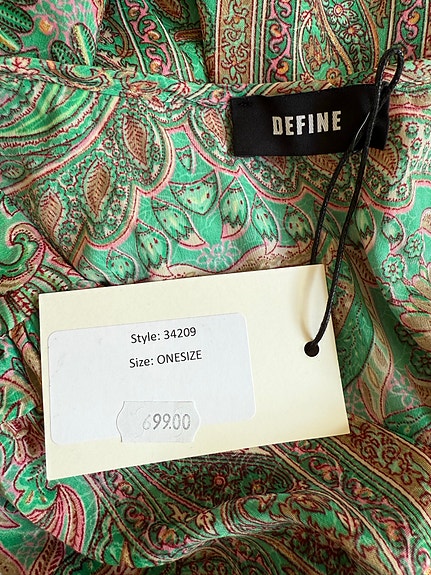 DEFINE
Style: 34209
Size: ONESIZE
699.00